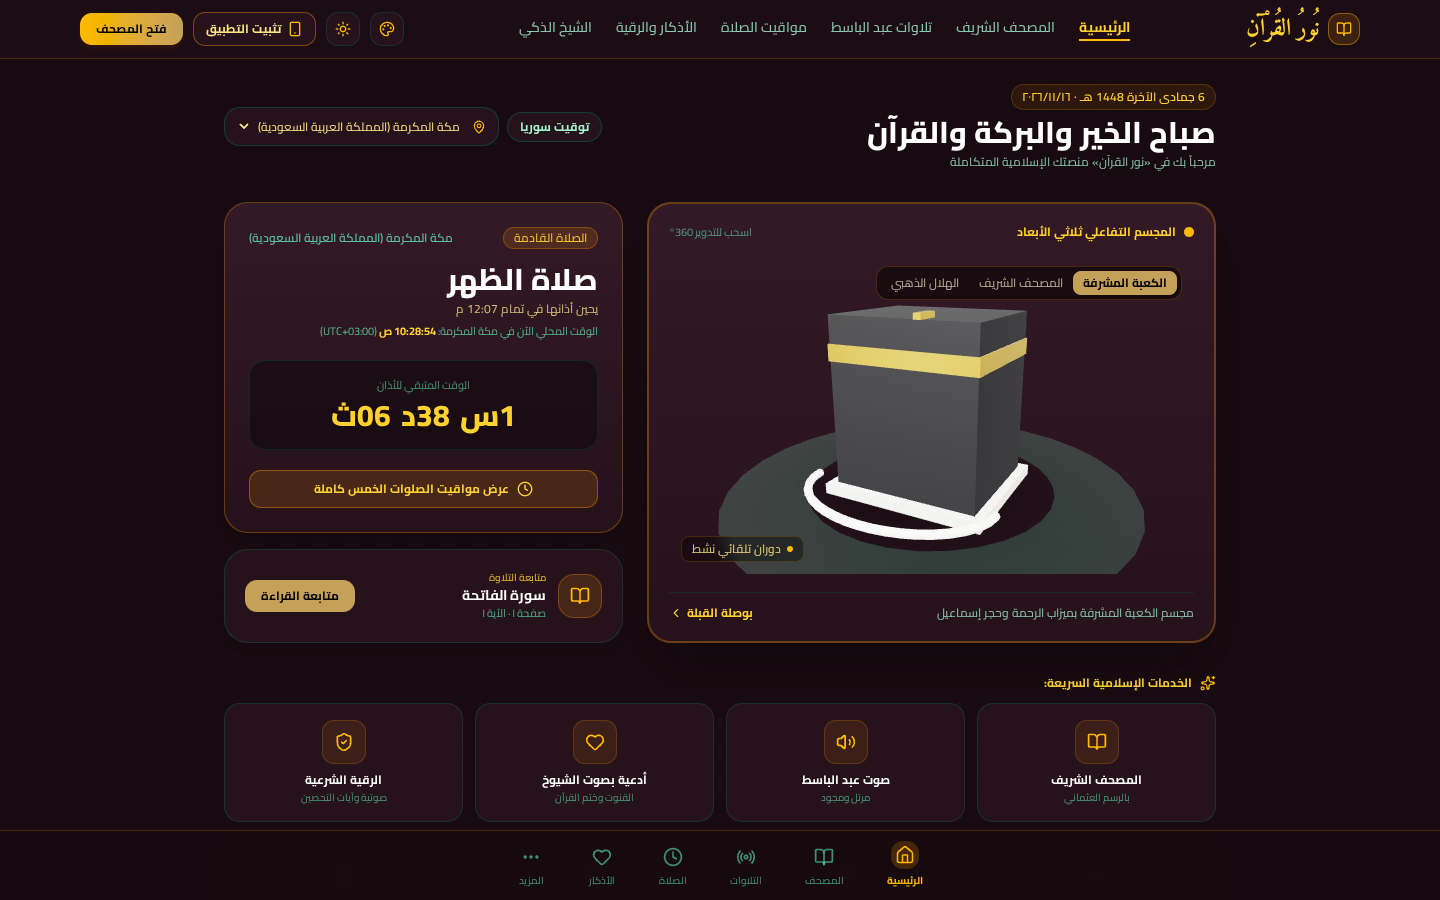 نُورُ القُرْآنِ
الرئيسية
المصحف الشريف
تلاوات عبد الباسط
مواقيت الصلاة
الأذكار والرقية
الشيخ الذكي
تثبيت التطبيق
فتح المصحف
6 جمادى الآخرة 1448 هـ · ٢٠٢٦/١١/١٦
صباح الخير والبركة والقرآن
مرحباً بك في «نور القرآن» منصتك الإسلامية المتكاملة
توقيت سوريا
مكة المكرمة (المملكة العربية السعودية)
المجسم التفاعلي ثلاثي الأبعاد
اسحب للتدوير 360°
الكعبة المشرفة
المصحف الشريف
الهلال الذهبي
دوران تلقائي نشط
مجسم الكعبة المشرفة بميزاب الرحمة وحجر إسماعيل
بوصلة القبلة
الصلاة القادمة
مكة المكرمة (المملكة العربية السعودية)
صلاة الظهر
يحين أذانها في تمام 12:07 م
الوقت المحلي الآن في مكة المكرمة: 10:28:54 ص (UTC+03:00)
الوقت المتبقي للأذان
1س 38د 06ث
عرض مواقيت الصلوات الخمس كاملة
متابعة التلاوة
سورة الفاتحة
صفحة ١ · الآية ١
متابعة القراءة
الخدمات الإسلامية السريعة:
المصحف الشريف
بالرسم العثماني
صوت عبد الباسط
مرتل ومجود
أدعية بصوت الشيوخ
القنوت وختم القرآن
الرقية الشرعية
صوتية وآيات التحصين
الرئيسية
المصحف
التلاوات
الصلاة
الأذكار
المزيد